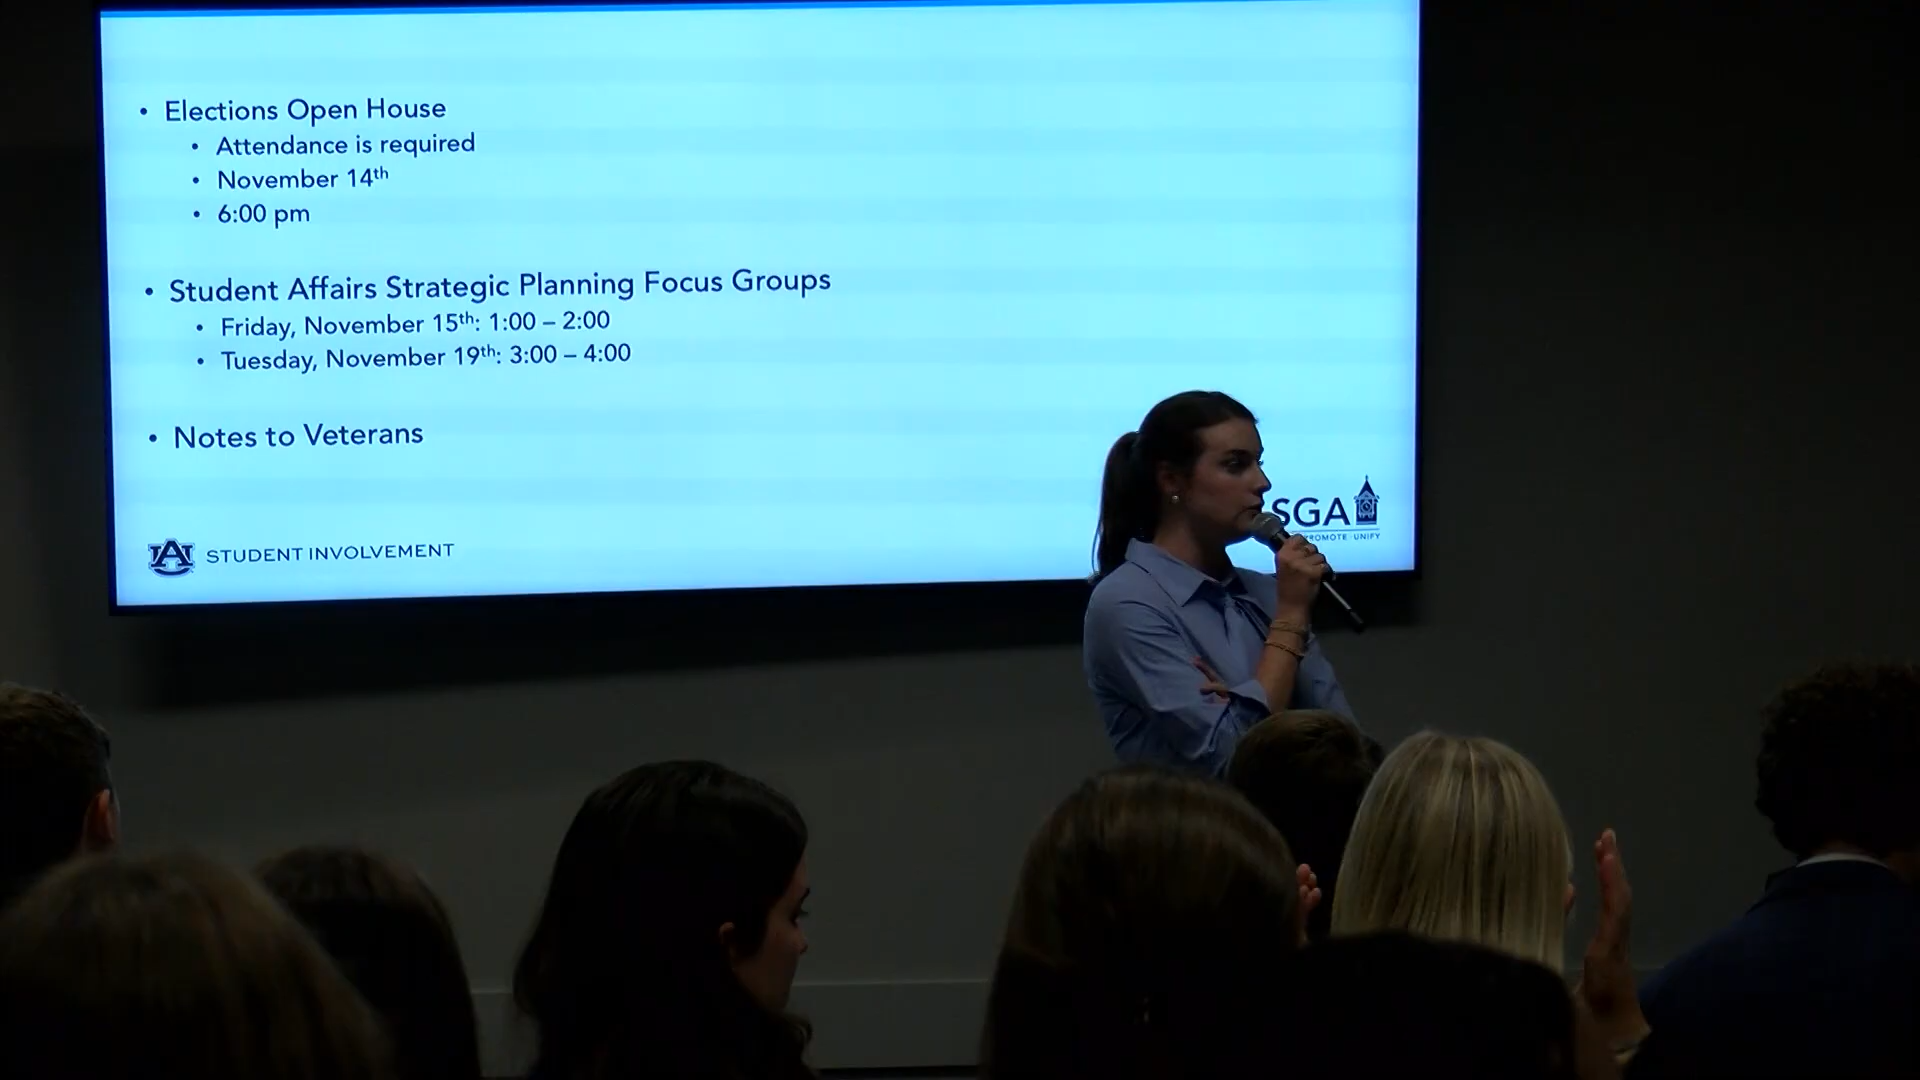 • Elections Open House
• Attendance is required
• November 14th
• 6:00 pm
• Student Affairs Strategic Planning Focus Groups
• Friday, November 15th: 1:00 – 2:00
• Tuesday, November 19th: 3:00 – 4:00
• Notes to Veterans
SGA
PROMOTE · UNIFY
AU STUDENT INVOLVEMENT